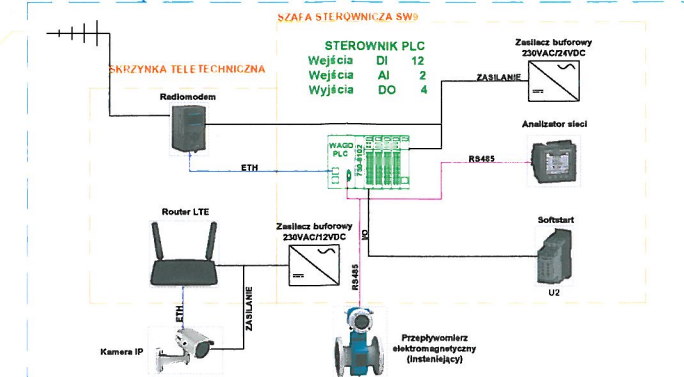 SZAFA STEROWNICZA SW9
STEROWNIK PLC
Wejścia DI 12
Wejścia AI 2
Wyjścia DO 4
Zasilacz buforowy
230VAC/24VDC
ZASILANIE
SKRZYNKA TELETECHNICZNA
Radiomodem
Analizator sieci
WAGO
PLC
750-8102
ETH
RS485
Router LTE
Zasilacz buforowy
230VAC/12VDC
I/O
Softstart
U2
RS485
ETH
ZASILANIE
Kamera IP
Przepływomierz
elektromagnetyczny
(Insteniejący)